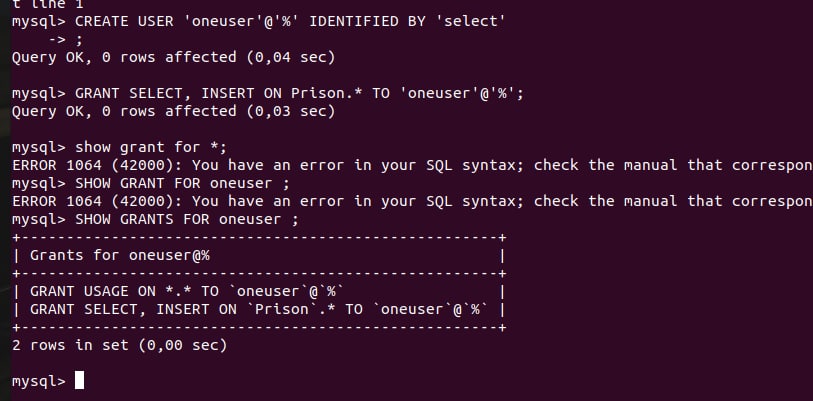 t line 1
mysql> CREATE USER 'oneuser'@'%' IDENTIFIED BY 'select'
    -> ;
Query OK, 0 rows affected (0,04 sec)
mysql> GRANT SELECT, INSERT ON Prison.* TO 'oneuser'@'%';
Query OK, 0 rows affected (0,03 sec)
mysql> show grant for *;
ERROR 1064 (42000): You have an error in your SQL syntax; check the manual that correspon
mysql> SHOW GRANT FOR oneuser ;
ERROR 1064 (42000): You have an error in your SQL syntax; check the manual that correspon
mysql> SHOW GRANTS FOR oneuser ;
+-----------------------------------------------------+
| Grants for oneuser@%                                |
+-----------------------------------------------------+
| GRANT USAGE ON *.* TO `oneuser`@`%`                 |
| GRANT SELECT, INSERT ON `Prison`.* TO `oneuser`@`%` |
+-----------------------------------------------------+
2 rows in set (0,00 sec)
mysql>